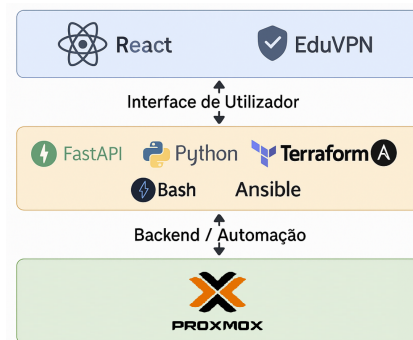 React EduVPN
Interface de Utilizador
FastAPI Python Terraform A
Bash Ansible
Backend / Automação
PROXMOX